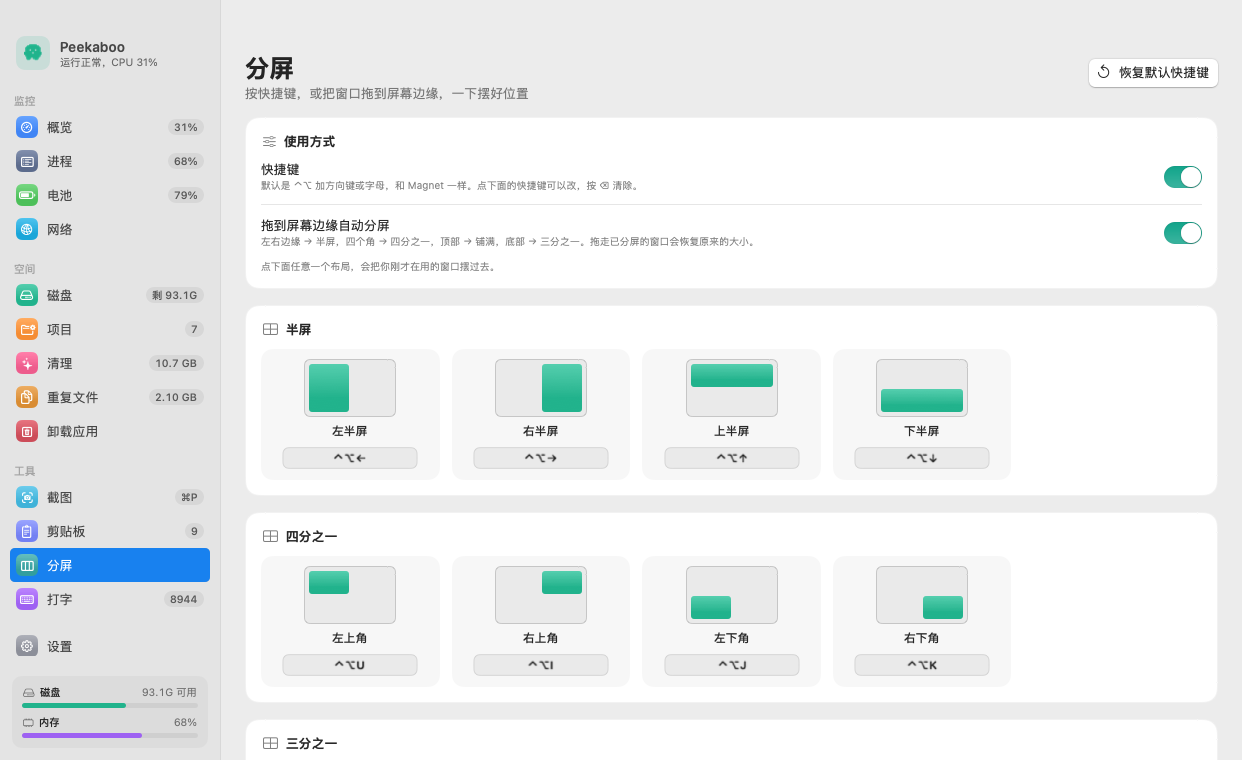 Peekaboo
运行正常，CPU 31%
监控
概览 31%
进程 68%
电池 79%
网络
空间
磁盘 剩 93.1G
项目 7
清理 10.7 GB
重复文件 2.10 GB
卸载应用
工具
截图 ⌘P
剪贴板 9
分屏
打字 8944
设置
磁盘 93.1G 可用
内存 68%
分屏
按快捷键，或把窗口拖到屏幕边缘，一下摆好位置
恢复默认快捷键
使用方式
快捷键
默认是 ⌃⌥ 加方向键或字母，和 Magnet 一样。点下面的快捷键可以改，按 ⌫ 清除。
拖到屏幕边缘自动分屏
左右边缘 → 半屏，四个角 → 四分之一，顶部 → 铺满，底部 → 三分之一。拖走已分屏的窗口会恢复原来的大小。
点下面任意一个布局，会把你刚才在用的窗口摆过去。
半屏
左半屏 右半屏 上半屏 下半屏
⌃⌥← ⌃⌥→ ⌃⌥↑ ⌃⌥↓
四分之一
左上角 右上角 左下角 右下角
⌃⌥U ⌃⌥I ⌃⌥J ⌃⌥K
三分之一